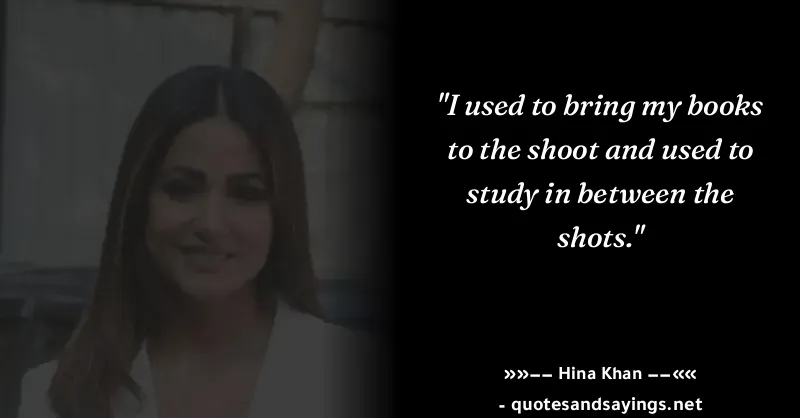 "I used to bring my books
to the shoot and used to
study in between the
shots."
»»−− Hina Khan −−««
- quotesandsayings.net